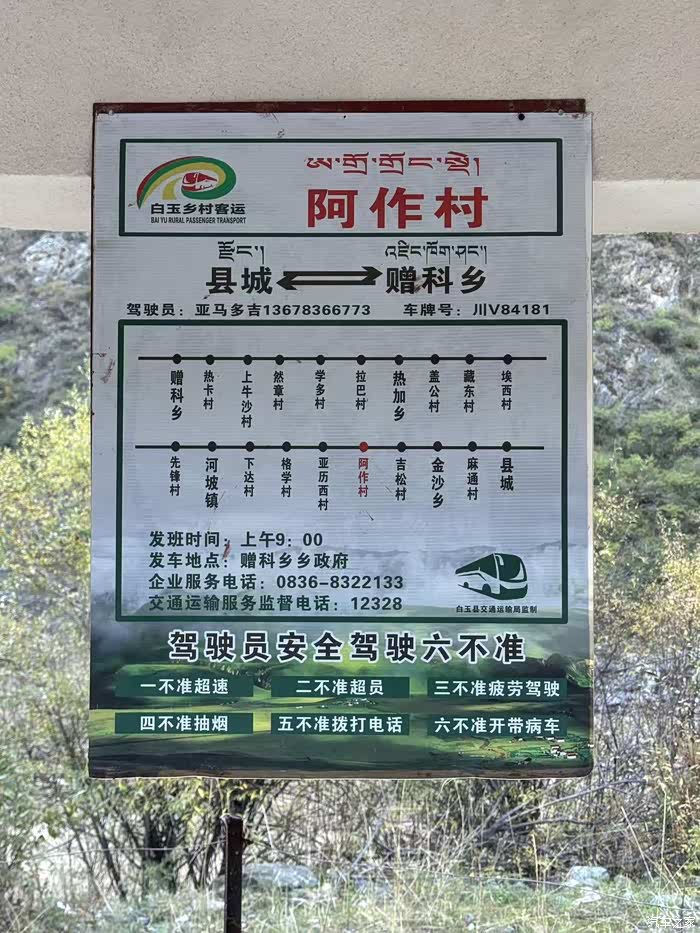 白玉乡村客运
BAI YU RURAL PASSENGER TRANSPORT
阿作村
རྫོང་།
县城
赠科乡
驾驶员：亚马多吉13678366773 车牌号：川V84181
赠科乡 热卡村 上牛沙村 然章村 学多村 拉巴村 热加乡 盖公村 藏东村 埃西村
先锋村 河坡镇 下达村 格学村 亚历西村 阿作村 吉松村 金沙乡 麻通村 县城
发班时间：上午9：00
发车地点：赠科乡乡政府
企业服务电话：0836-8322133
交通运输服务监督电话：12328
白玉县交通运输局监制
驾驶员安全驾驶六不准
一不准超速 二不准超员 三不准疲劳驾驶
四不准抽烟 五不准拨打电话 六不准开带病车
汽车之家